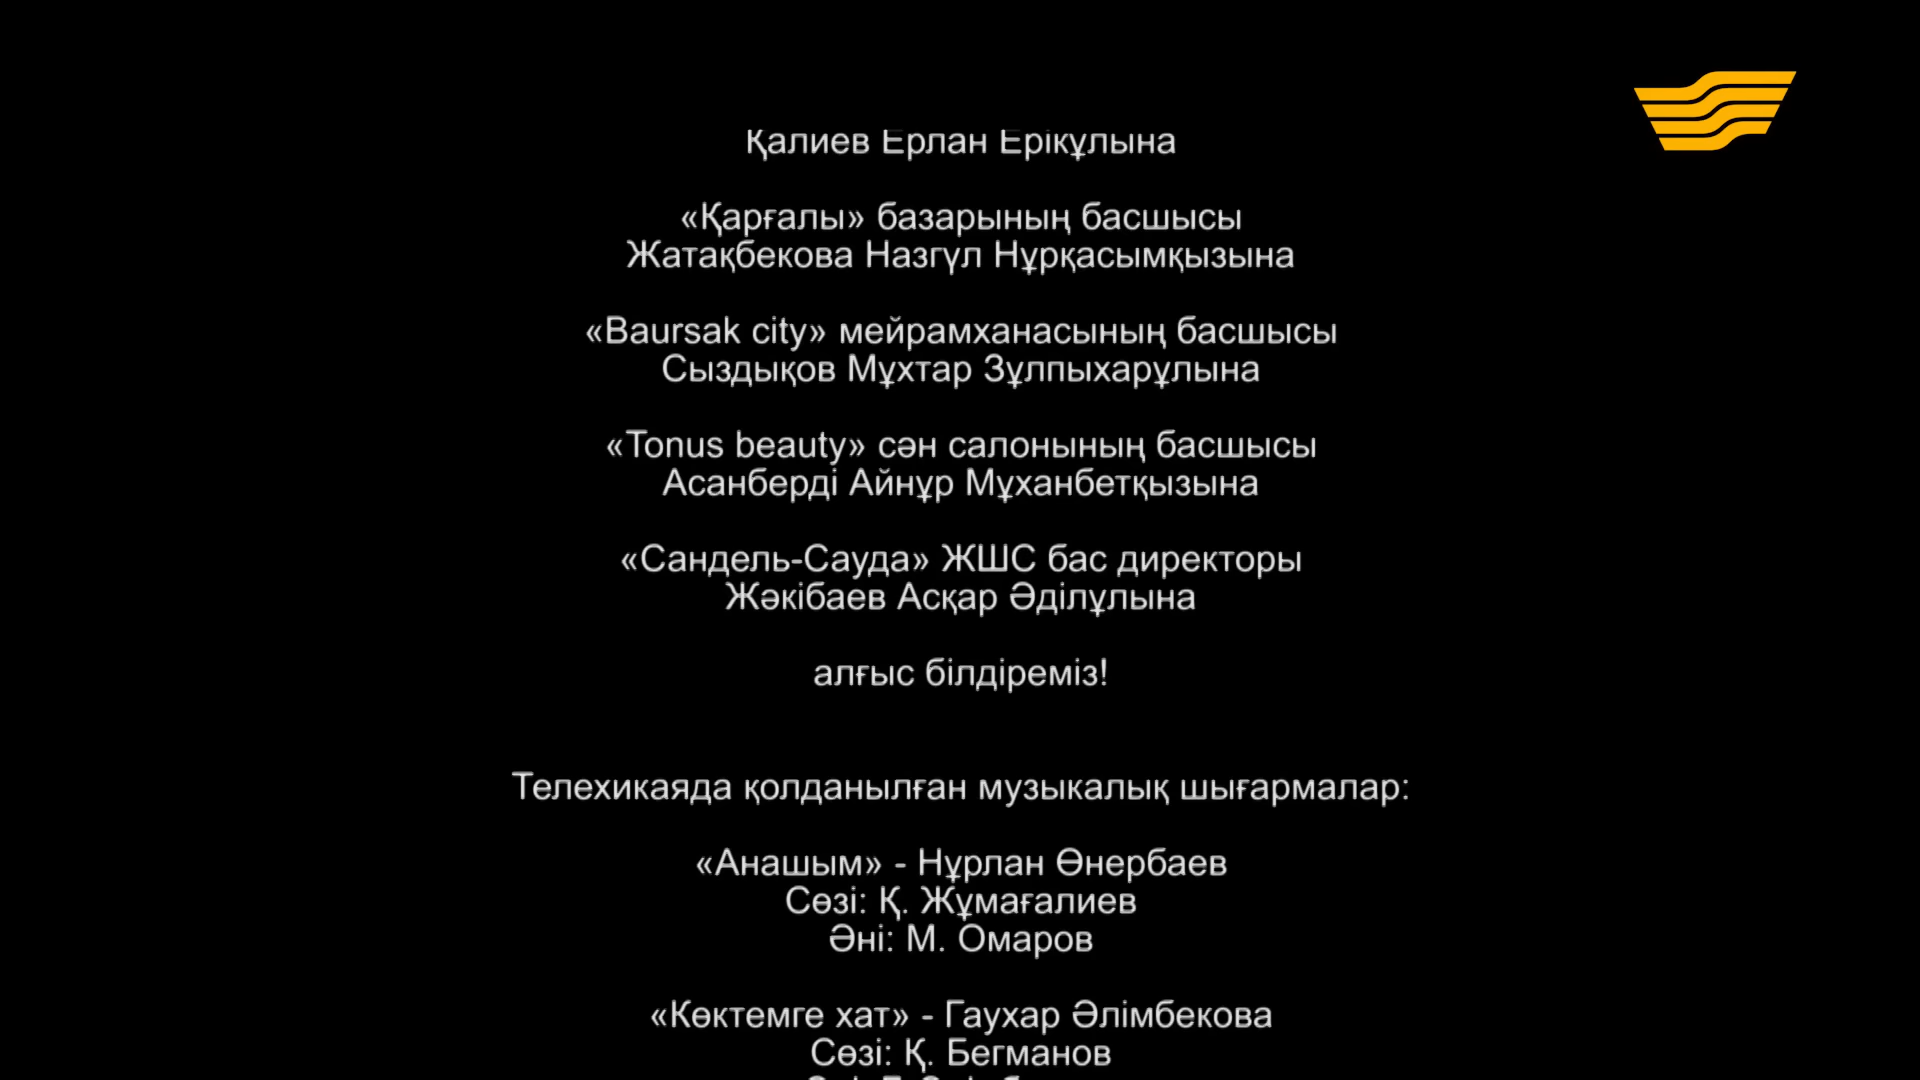 Қалиев Ерлан Ерікұлына
«Қарғалы» базарының басшысы
Жатақбекова Назгүл Нұрқасымқызына
«Baursak city» мейрамханасының басшысы
Сыздықов Мұхтар Зұлпыхарұлына
«Tonus beauty» сән салонының басшысы
Асанберді Айнұр Мұханбетқызына
«Сандель-Сауда» ЖШС бас директоры
Жәкібаев Асқар Әділұлына
алғыс білдіреміз!
Телехикаяда қолданылған музыкалық шығармалар:
«Анашым» - Нұрлан Өнербаев
Сөзі: Қ. Жұмағалиев
Әні: М. Омаров
«Көктемге хат» - Гаухар Әлімбекова
Сөзі: Қ. Бегманов